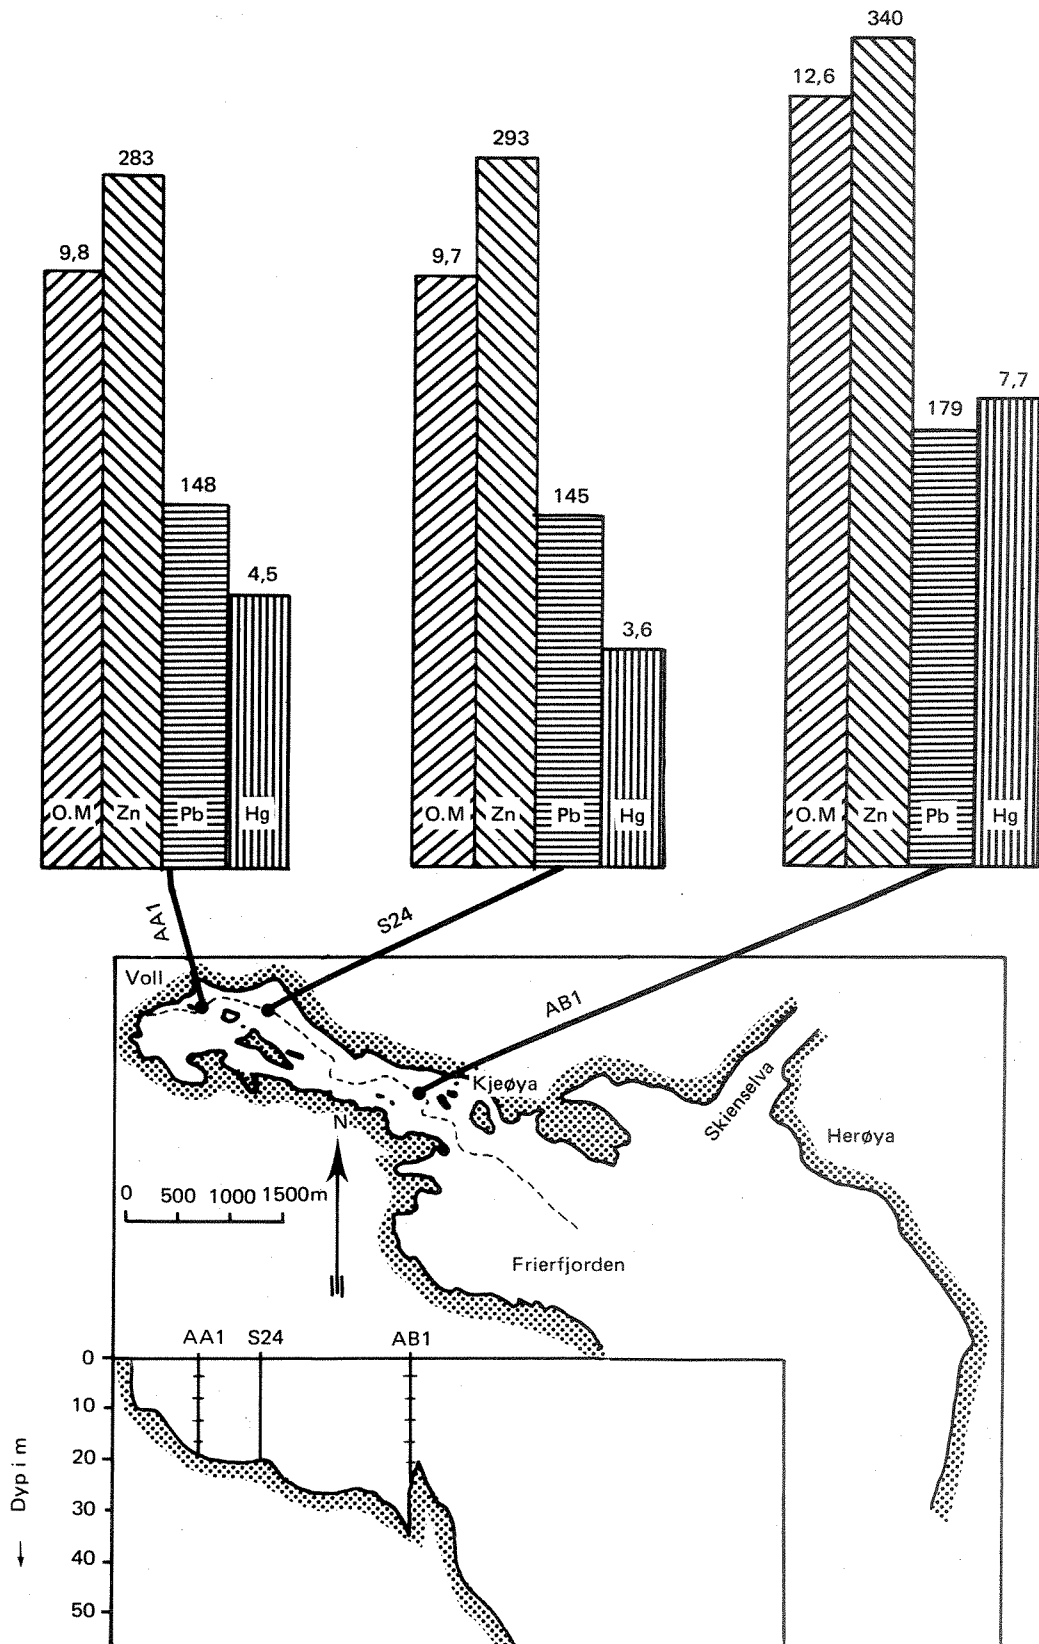 340
12,6
293
283
9,8
9,7
7,7
179
148
145
4,5
3,6
O.M Zn Pb Hg
O.M Zn Pb Hg
O.M Zn Pb Hg
AA1
S24
AB1
Voll
Kjeøya
Skienselva
Herøya
N
0 500 1000 1500m
Frierfjorden
AA1 S24 AB1
0
10
20
30
40
50
Dyp i m